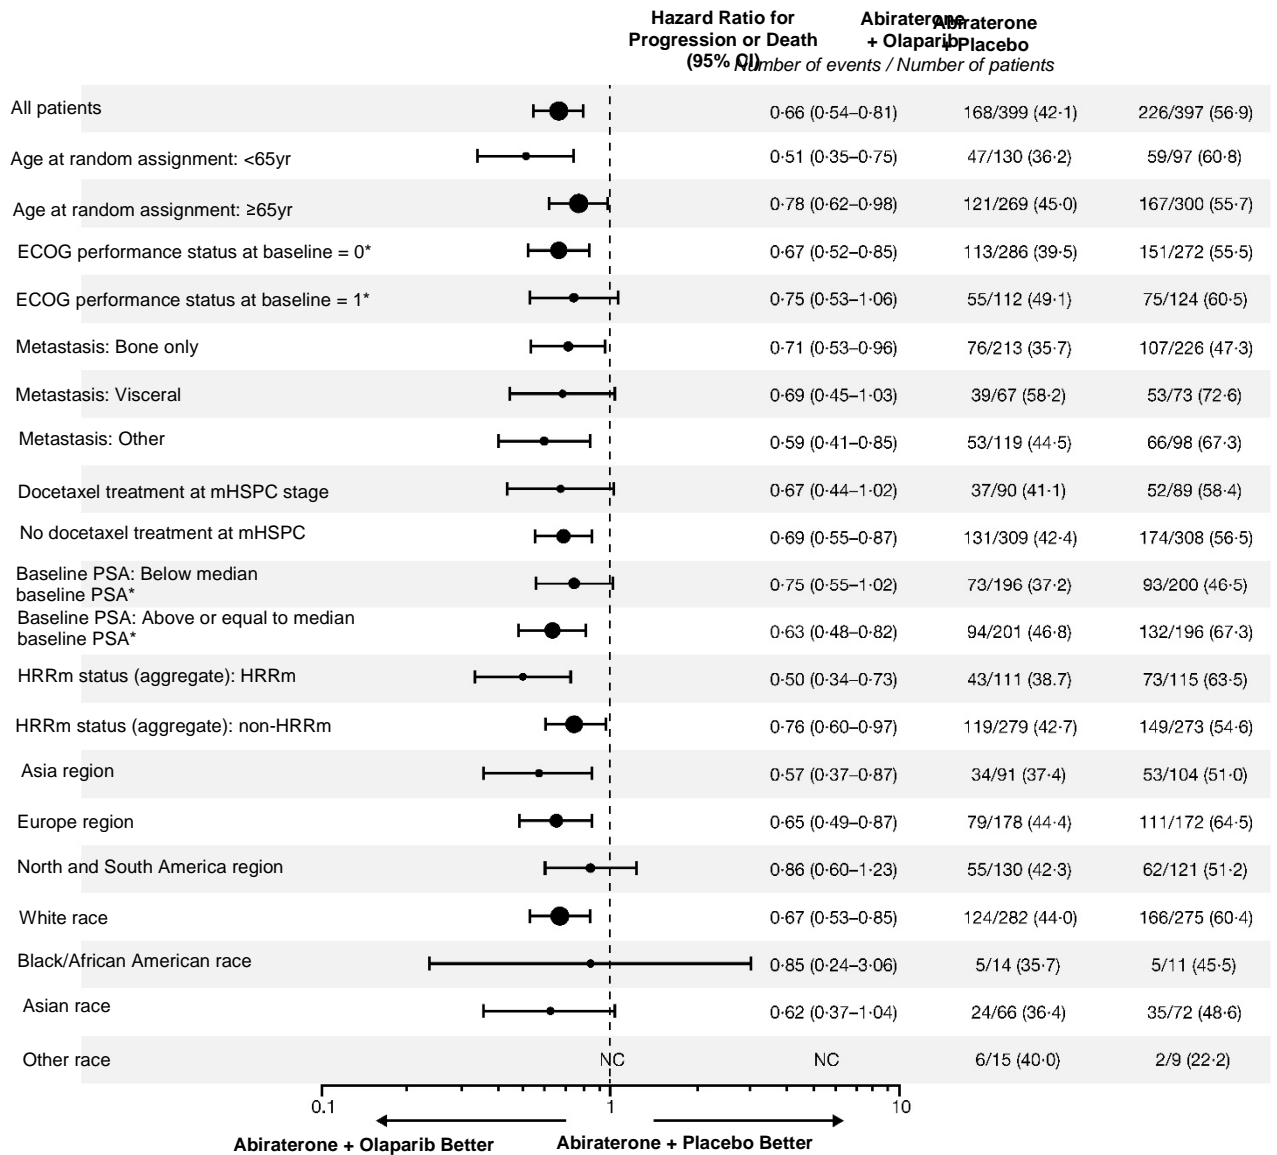 Hazard Ratio for
Progression or Death
(95% CI)
Abiraterone
+ Olaparib
Abiraterone
+ Placebo
Number of events / Number of patients
All patients 0·66 (0·54–0·81) 168/399 (42·1) 226/397 (56·9)
Age at random assignment: <65yr 0·51 (0·35–0·75) 47/130 (36·2) 59/97 (60·8)
Age at random assignment: ≥65yr 0·78 (0·62–0·98) 121/269 (45·0) 167/300 (55·7)
ECOG performance status at baseline = 0* 0·67 (0·52–0·85) 113/286 (39·5) 151/272 (55·5)
ECOG performance status at baseline = 1* 0·75 (0·53–1·06) 55/112 (49·1) 75/124 (60·5)
Metastasis: Bone only 0·71 (0·53–0·96) 76/213 (35·7) 107/226 (47·3)
Metastasis: Visceral 0·69 (0·45–1·03) 39/67 (58·2) 53/73 (72·6)
Metastasis: Other 0·59 (0·41–0·85) 53/119 (44·5) 66/98 (67·3)
Docetaxel treatment at mHSPC stage 0·67 (0·44–1·02) 37/90 (41·1) 52/89 (58·4)
No docetaxel treatment at mHSPC 0·69 (0·55–0·87) 131/309 (42·4) 174/308 (56·5)
Baseline PSA: Below median
baseline PSA* 0·75 (0·55–1·02) 73/196 (37·2) 93/200 (46·5)
Baseline PSA: Above or equal to median
baseline PSA* 0·63 (0·48–0·82) 94/201 (46·8) 132/196 (67·3)
HRRm status (aggregate): HRRm 0·50 (0·34–0·73) 43/111 (38·7) 73/115 (63·5)
HRRm status (aggregate): non-HRRm 0·76 (0·60–0·97) 119/279 (42·7) 149/273 (54·6)
Asia region 0·57 (0·37–0·87) 34/91 (37·4) 53/104 (51·0)
Europe region 0·65 (0·49–0·87) 79/178 (44·4) 111/172 (64·5)
North and South America region 0·86 (0·60–1·23) 55/130 (42·3) 62/121 (51·2)
White race 0·67 (0·53–0·85) 124/282 (44·0) 166/275 (60·4)
Black/African American race 0·85 (0·24–3·06) 5/14 (35·7) 5/11 (45·5)
Asian race 0·62 (0·37–1·04) 24/66 (36·4) 35/72 (48·6)
Other race NC NC 6/15 (40·0) 2/9 (22·2)
0.1 1 10
Abiraterone + Olaparib Better Abiraterone + Placebo Better